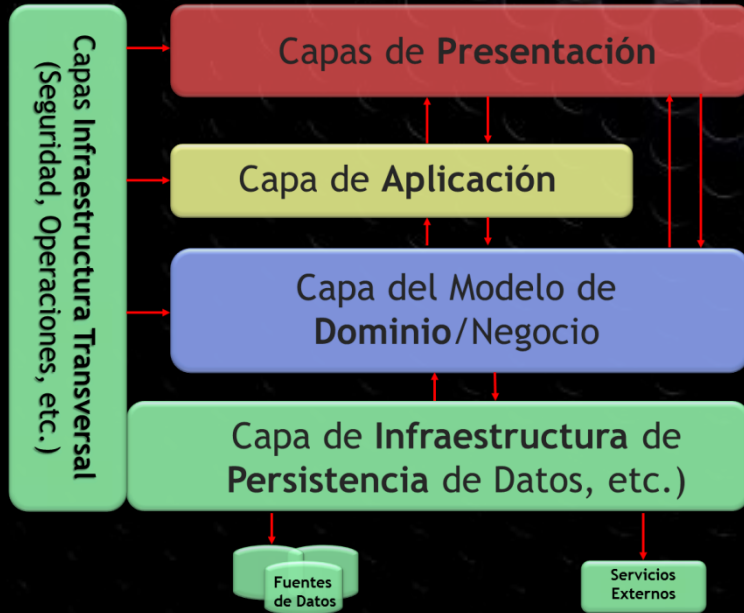 Capas Infraestructura Transversal
(Seguridad, Operaciones, etc.)
Capas de Presentación
Capa de Aplicación
Capa del Modelo de
Dominio/Negocio
Capa de Infraestructura de
Persistencia de Datos, etc.)
Fuentes
de Datos
Servicios
Externos